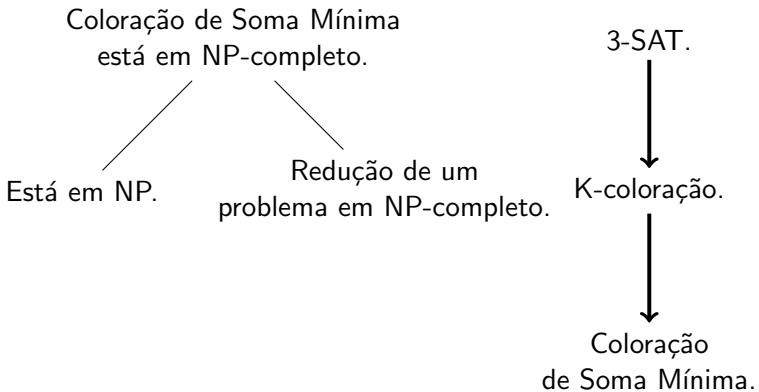 Coloração de Soma Mínima
está em NP-completo.
Está em NP.
Redução de um
problema em NP-completo.
3-SAT.
K-coloração.
Coloração
de Soma Mínima.